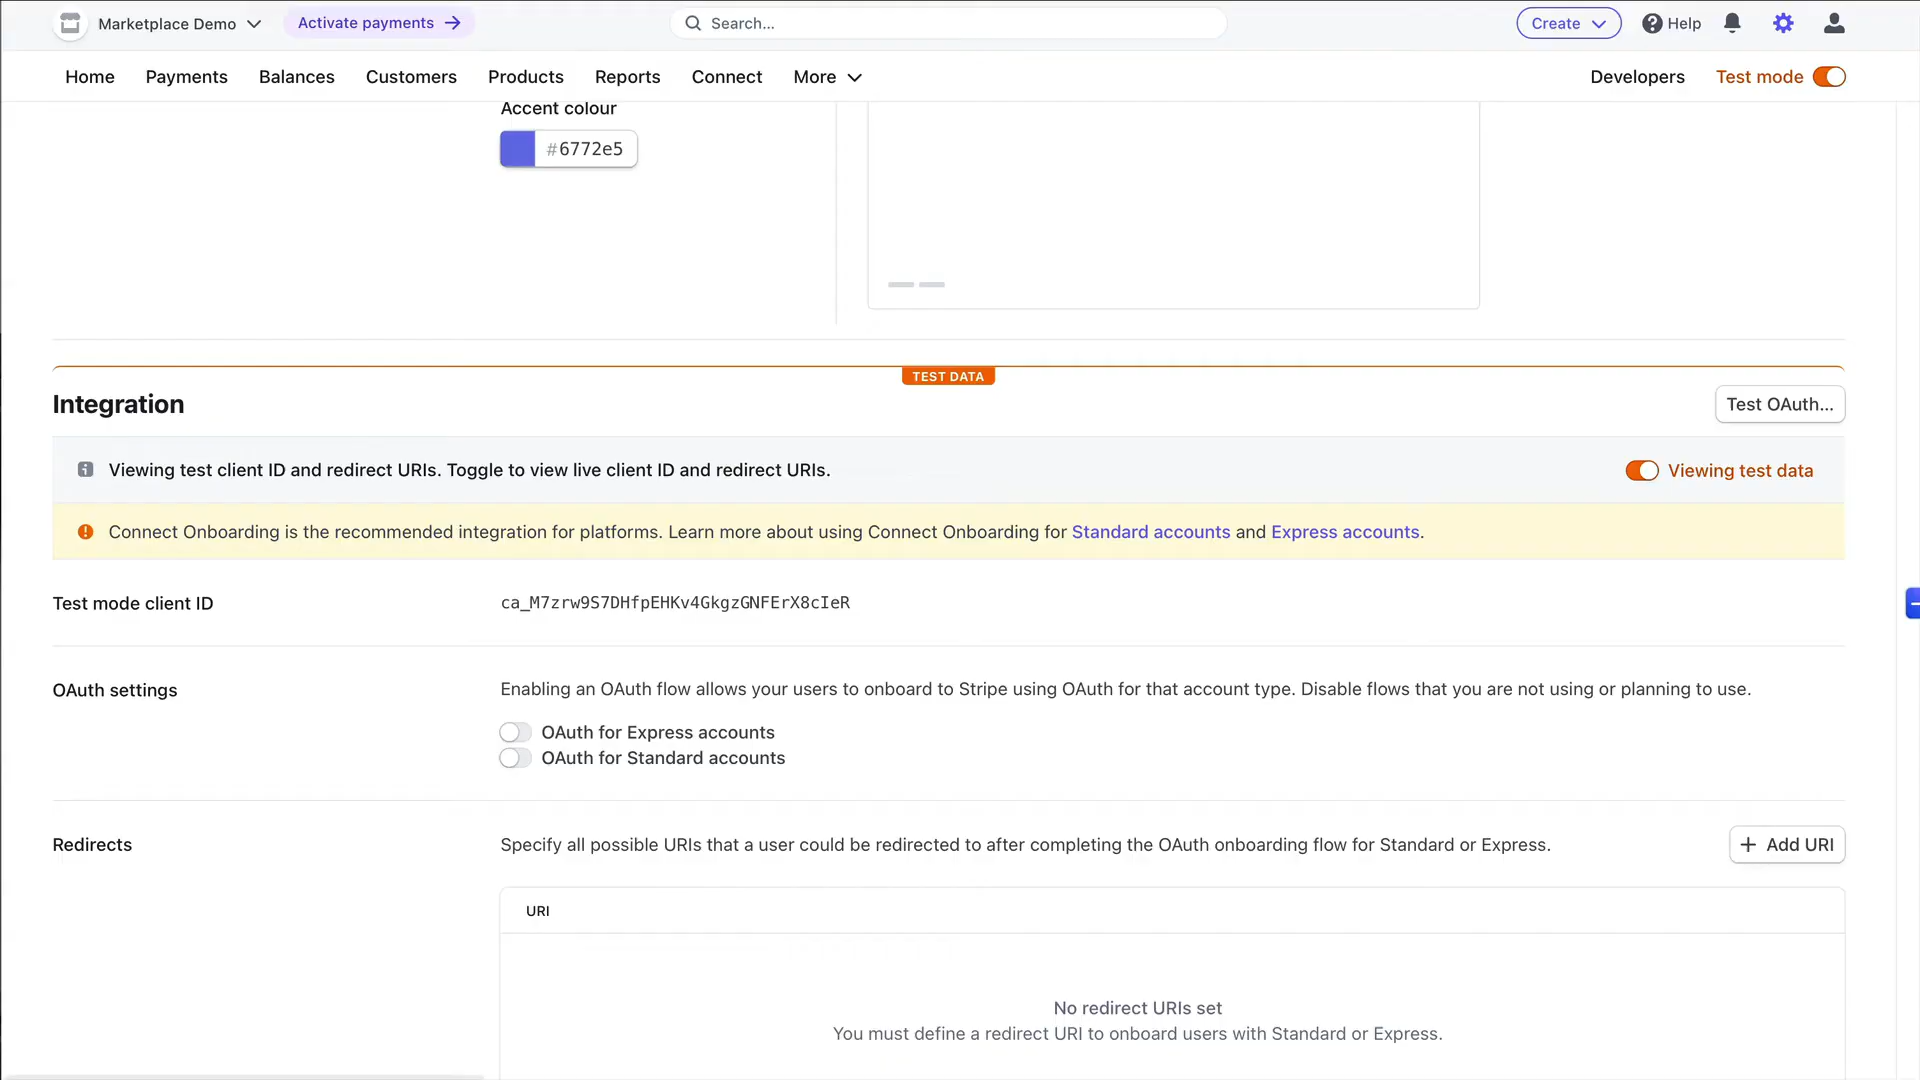 Marketplace Demo
Activate payments
Search...
Create
Help
Home
Payments
Balances
Customers
Products
Reports
Connect
More
Developers
Test mode
Accent colour
#6772e5
TEST DATA
Integration
Test OAuth...
Viewing test client ID and redirect URIs. Toggle to view live client ID and redirect URIs.
Viewing test data
Connect Onboarding is the recommended integration for platforms. Learn more about using Connect Onboarding for Standard accounts and Express accounts.
Test mode client ID
ca_M7zrw9S7DHfpEHKv4GkgzGNFErX8cIeR
OAuth settings
Enabling an OAuth flow allows your users to onboard to Stripe using OAuth for that account type. Disable flows that you are not using or planning to use.
OAuth for Express accounts
OAuth for Standard accounts
Redirects
Specify all possible URIs that a user could be redirected to after completing the OAuth onboarding flow for Standard or Express.
Add URI
URI
No redirect URIs set
You must define a redirect URI to onboard users with Standard or Express.